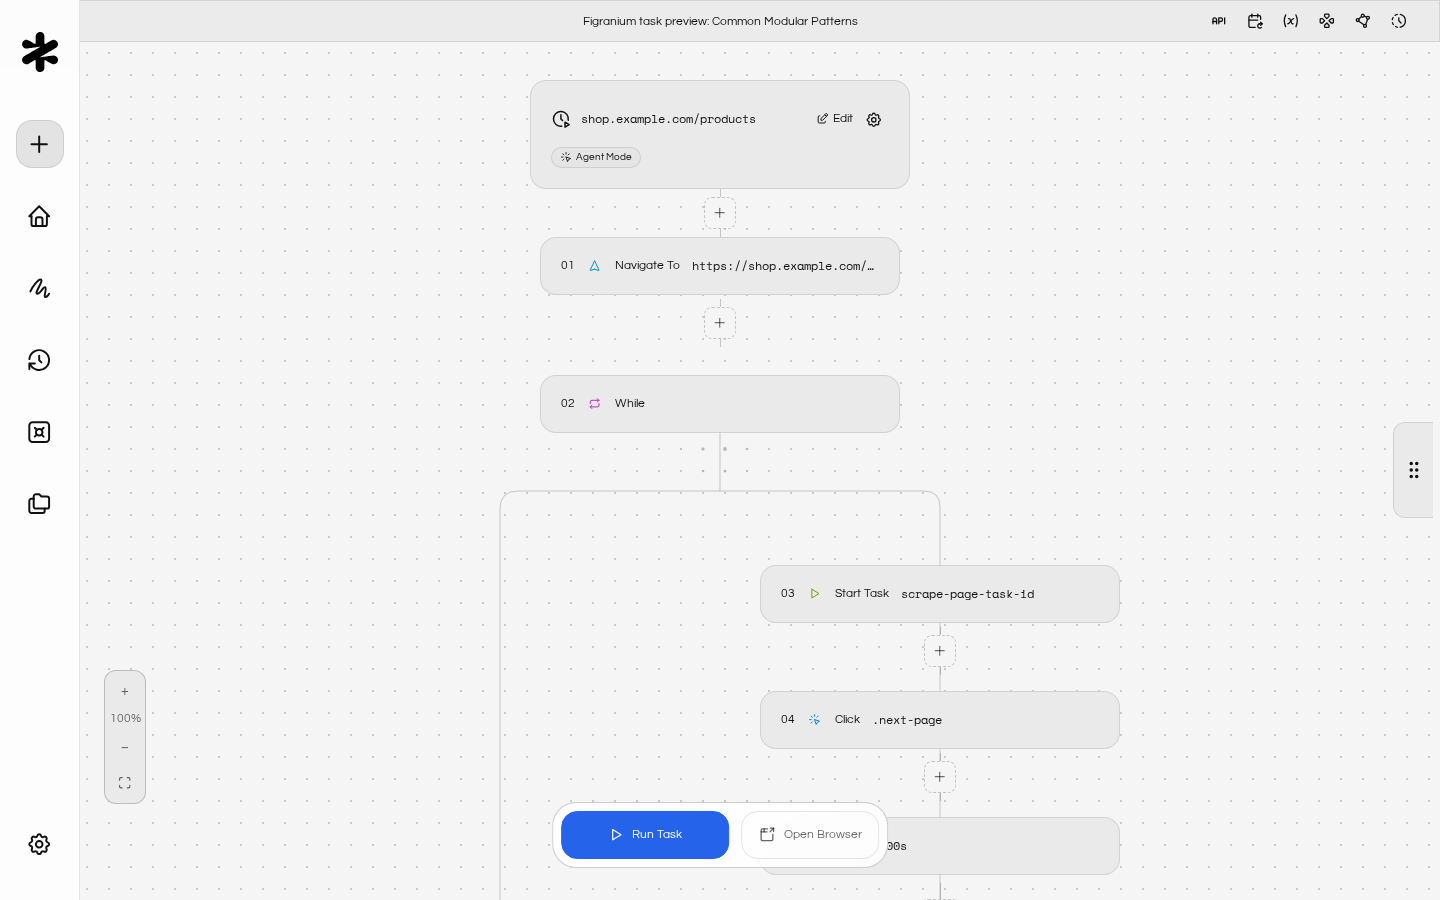 Figranium task preview: Common Modular Patterns
API
(x)
shop.example.com/products
Edit
Agent Mode
01 Navigate To https://shop.example.com/…
02 While
03 Start Task scrape-page-task-id
100%
04 Click .next-page
Run Task
Open Browser
00s